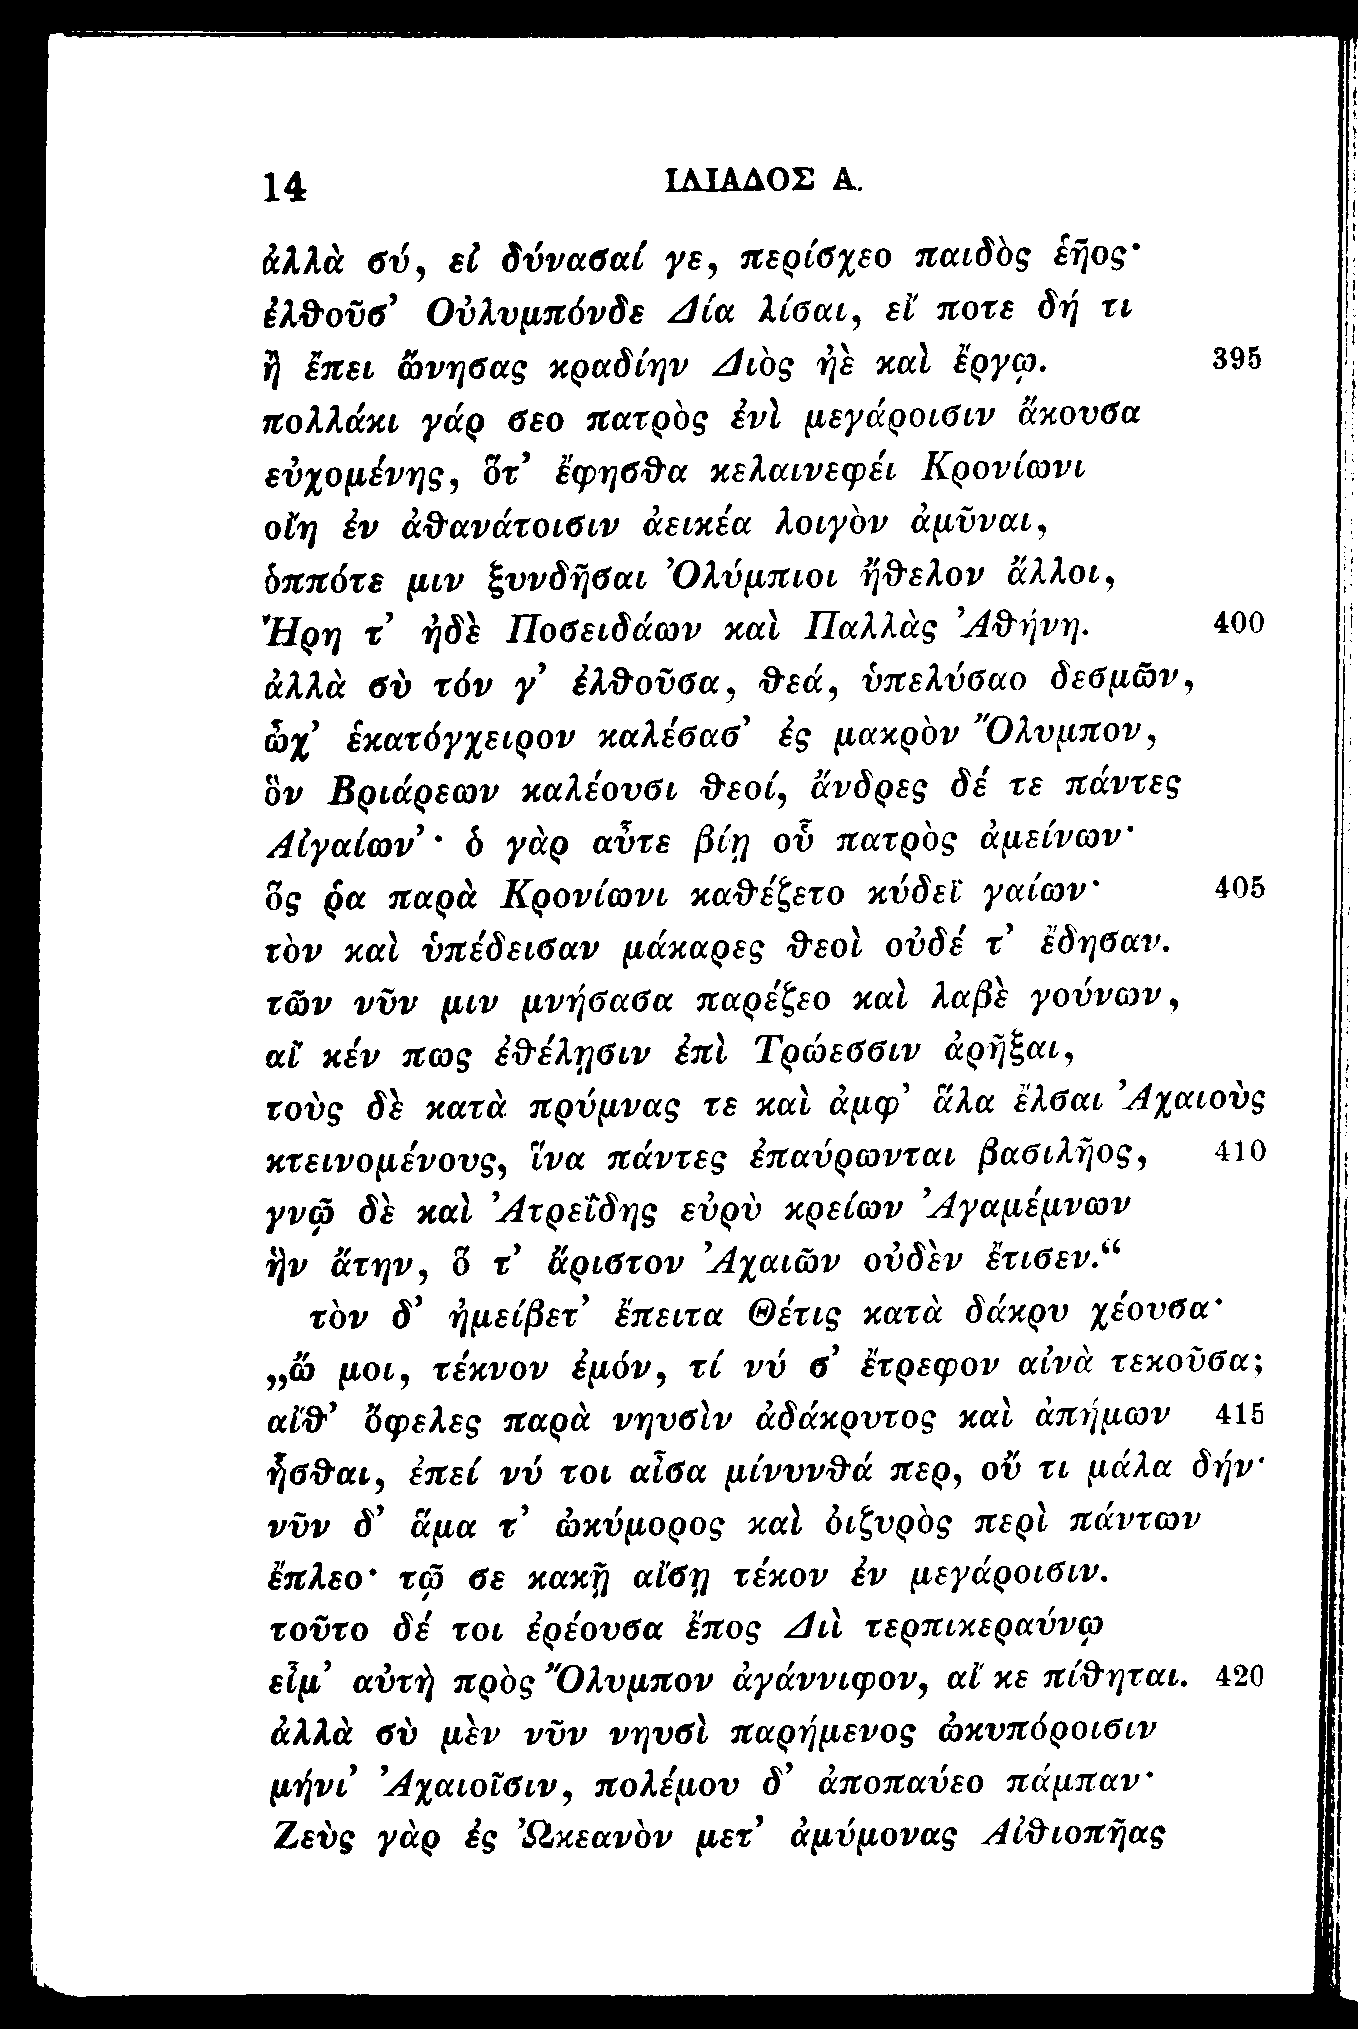 14 ΙΛΙΑΔΟΣ Α.
ἀλλὰ σύ, εἰ δύνασαί γε, περίσχεο παιδὸς ἑῆος·
ἐλθοῦσ’ Οὐλυμπόνδε Δία λίσαι, εἴ ποτε δή τι
ἢ ἔπει ὤνησας κραδίην Διὸς ἠὲ καὶ ἔργῳ. 395
πολλάκι γάρ σεο πατρὸς ἐνὶ μεγάροισιν ἄκουσα
εὐχομένης, ὅτ’ ἔφησθα κελαινεφέι Κρονίωνι
οἴη ἐν ἀθανάτοισιν ἀεικέα λοιγὸν ἀμῦναι,
ὁππότε μιν ξυνδῆσαι Ὀλύμπιοι ἤθελον ἄλλοι,
Ἥρη τ’ ἠδὲ Ποσειδάων καὶ Παλλὰς Ἀθήνη. 400
ἀλλὰ σὺ τόν γ’ ἐλθοῦσα, θεά, ὑπελύσαο δεσμῶν,
ὦχ’ ἑκατόγχειρον καλέσασ’ ἐς μακρὸν Ὄλυμπον,
ὃν Βριάρεων καλέουσι θεοί, ἄνδρες δέ τε πάντες
Αἰγαίων’· ὁ γὰρ αὖτε βίῃ οὗ πατρὸς ἀμείνων·
ὅς ῥα παρὰ Κρονίωνι καθέζετο κύδεϊ γαίων· 405
τὸν καὶ ὑπέδεισαν μάκαρες θεοὶ οὐδέ τ’ ἔδησαν.
τῶν νῦν μιν μνήσασα παρέζεο καὶ λαβὲ γούνων,
αἴ κέν πως ἐθέλῃσιν ἐπὶ Τρώεσσιν ἀρῆξαι,
τοὺς δὲ κατὰ πρύμνας τε καὶ ἀμφ’ ἅλα ἔλσαι Ἀχαιοὺς
κτεινομένους, ἵνα πάντες ἐπαύρωνται βασιλῆος, 410
γνῷ δὲ καὶ Ἀτρεΐδης εὐρὺ κρείων Ἀγαμέμνων
ἣν ἄτην, ὅ τ’ ἄριστον Ἀχαιῶν οὐδὲν ἔτισεν.“
τὸν δ’ ἠμείβετ’ ἔπειτα Θέτις κατὰ δάκρυ χέουσα·
„ὤ μοι, τέκνον ἐμόν, τί νύ σ’ ἔτρεφον αἰνὰ τεκοῦσα;
αἴθ’ ὄφελες παρὰ νηυσὶν ἀδάκρυτος καὶ ἀπήμων 415
ἧσθαι, ἐπεί νύ τοι αἶσα μίνυνθά περ, οὔ τι μάλα δήν·
νῦν δ’ ἅμα τ’ ὠκύμορος καὶ ὀιζυρὸς περὶ πάντων
ἔπλεο· τῷ σε κακῇ αἴσῃ τέκον ἐν μεγάροισιν.
τοῦτο δέ τοι ἐρέουσα ἔπος Διὶ τερπικεραύνῳ
εἶμ’ αὐτὴ πρὸς Ὄλυμπον ἀγάννιφον, αἴ κε πίθηται. 420
ἀλλὰ σὺ μὲν νῦν νηυσὶ παρήμενος ὠκυπόροισιν
μήνι’ Ἀχαιοῖσιν, πολέμου δ’ ἀποπαύεο πάμπαν·
Ζεὺς γὰρ ἐς Ὠκεανὸν μετ’ ἀμύμονας Αἰθιοπῆας